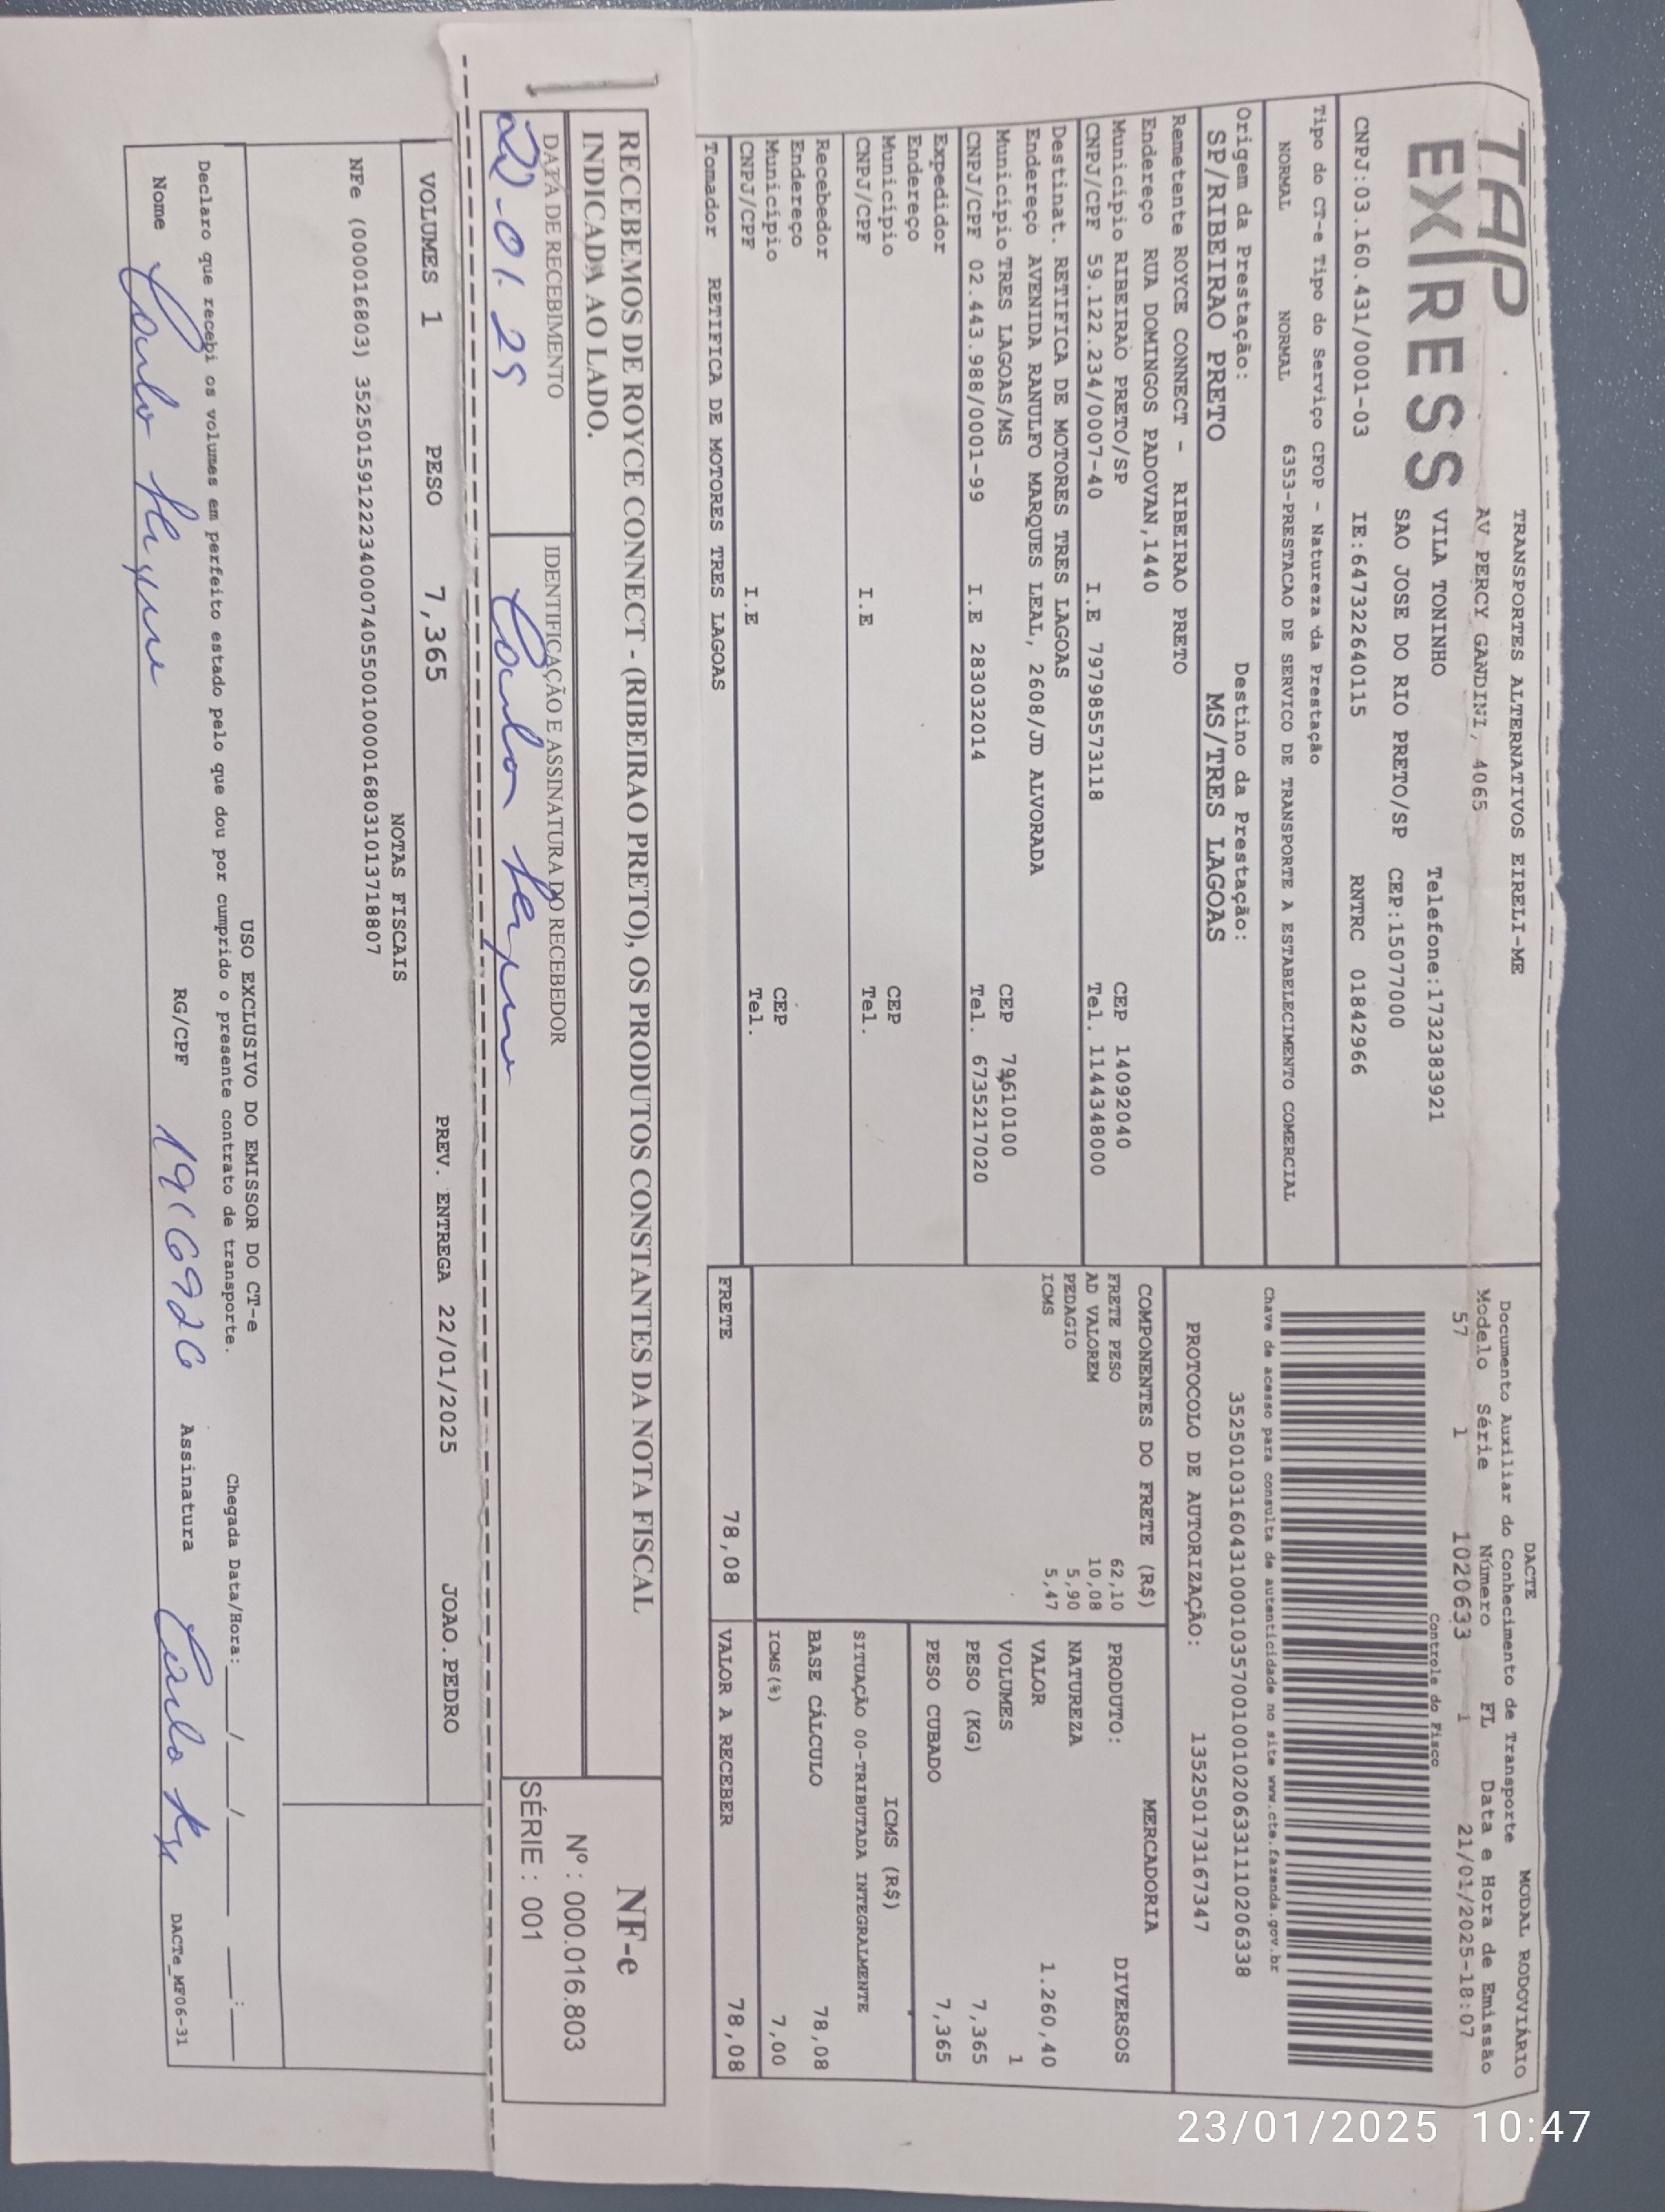 TAP
EXPRESS
TRANSPORTES ALTERNATIVOS EIRELI-ME
AV PERCY GANDINI, 4065
VILA TONINHO Telefone:1732383921
SAO JOSE DO RIO PRETO/SP CEP:15077000
CNPJ:03.160.431/0001-03 IE:647322640115 RNTRC 01842966
Tipo do CT-e Tipo do Serviço CFOP - Natureza da Prestação
NORMAL NORMAL 6353-PRESTACAO DE SERVICO DE TRANSPORTE A ESTABELECIMENTO COMERCIAL
Origem da Prestação: Destino da Prestação:
SP/RIBEIRAO PRETO MS/TRES LAGOAS
Remetente ROYCE CONNECT - RIBEIRAO PRETO
Endereço RUA DOMINGOS PADOVAN,1440
Município RIBEIRAO PRETO/SP CEP 14092040
CNPJ/CPF 59.122.234/0007-40 I.E 797985573118 Tel. 1144348000
Destinat. RETIFICA DE MOTORES TRES LAGOAS
Endereço AVENIDA RANULFO MARQUES LEAL, 2608/JD ALVORADA
Município TRES LAGOAS/MS CEP 79610100
CNPJ/CPF 02.443.988/0001-99 I.E 283032014 Tel. 6735217020
Expedidor
Endereço
Município CEP
CNPJ/CPF I.E Tel.
Recebedor
Endereço
Município CEP
CNPJ/CPF I.E Tel.
Tomador RETIFICA DE MOTORES TRES LAGOAS
DACTE MODAL RODOVIÁRIO
Documento Auxiliar do Conhecimento de Transporte
Modelo Série Número FL Data e Hora de Emissão
57 1 1020633 1 21/01/2025-18:07
Controle do Fisco
Chave de acesso para consulta de autenticidade no site www.cte.fazenda.gov.br
35250103160431000103570010010206331110206338
PROTOCOLO DE AUTORIZAÇÃO: 135250173167347
COMPONENTES DO FRETE (R$)
FRETE PESO 62,10
AD VALOREM 10,08
PEDAGIO 5,90
ICMS 5,47
MERCADORIA
PRODUTO: DIVERSOS
NATUREZA
VALOR 1.260,40
VOLUMES 1
PESO (KG) 7,365
PESO CUBADO 7,365
ICMS (R$)
SITUAÇÃO 00-TRIBUTADA INTEGRALMENTE
BASE CÁLCULO 78,08
ICMS(%) 7,00
FRETE 78,08 VALOR A RECEBER 78,08
RECEBEMOS DE ROYCE CONNECT - (RIBEIRAO PRETO), OS PRODUTOS CONSTANTES DA NOTA FISCAL
INDICADA AO LADO.
DATA DE RECEBIMENTO IDENTIFICAÇÃO E ASSINATURA DO RECEBEDOR
22.01.25
NF-e
Nº : 000.016.803
SÉRIE : 001
VOLUMES 1 PESO 7,365 PREV. ENTREGA 22/01/2025 JOAO.PEDRO
NOTAS FISCAIS
NFe (000016803) 35250159122234000740550010000168031013718807
USO EXCLUSIVO DO EMISSOR DO CT-e
Declaro que recebi os volumes em perfeito estado pelo que dou por cumprido o presente contrato de transporte. Chegada Data/Hora:____/____/____ ___:___
Nome RG/CPF Assinatura
DACTe_MF06-31
23/01/2025 10:47